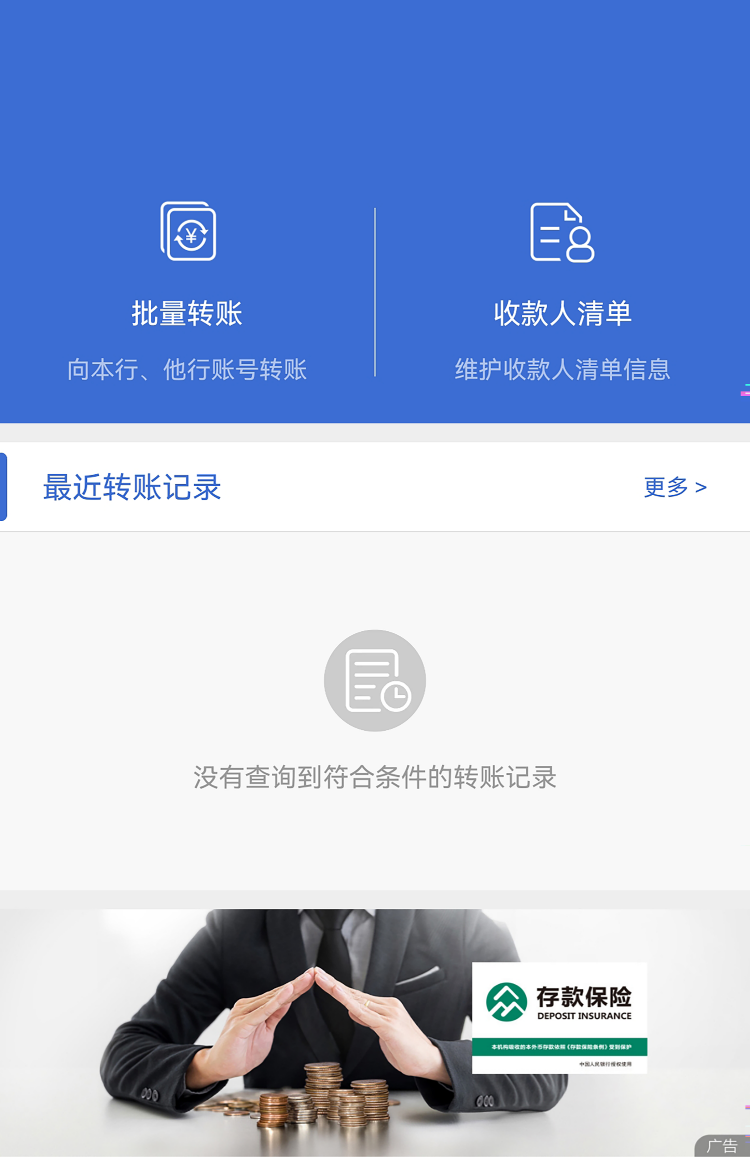 批量转账
收款人清单
向本行、他行账号转账
维护收款人清单信息
最近转账记录
更多 >
没有查询到符合条件的转账记录
存款保险
DEPOSIT INSURANCE
本机构吸收的本外币存款依照《存款保险条例》受到保护
中国人民银行授权使用
广告